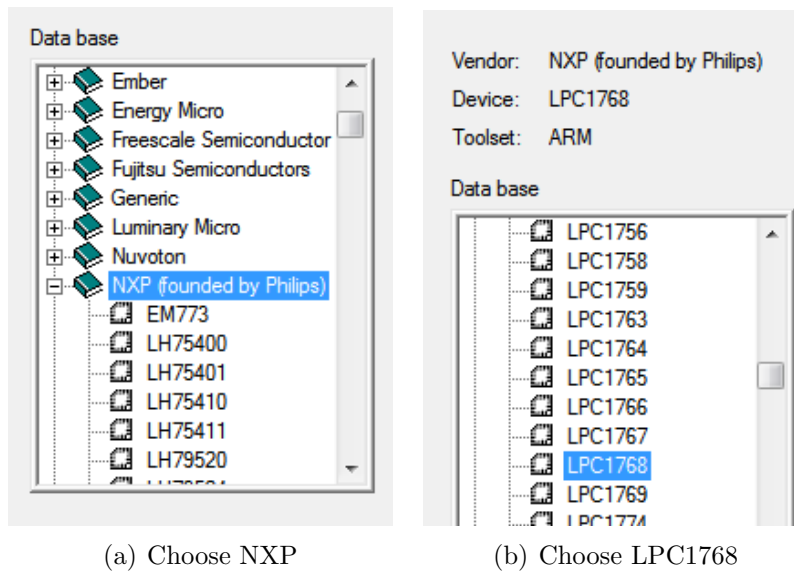 Data base
Ember
Energy Micro
Freescale Semiconductor
Fujitsu Semiconductors
Generic
Luminary Micro
Nuvoton
NXP (founded by Philips)
EM773
LH75400
LH75401
LH75410
LH75411
LH79520
(a) Choose NXP
Vendor: NXP (founded by Philips)
Device: LPC1768
Toolset: ARM
Data base
LPC1756
LPC1758
LPC1759
LPC1763
LPC1764
LPC1765
LPC1766
LPC1767
LPC1768
LPC1769
LPC1774
(b) Choose LPC1768